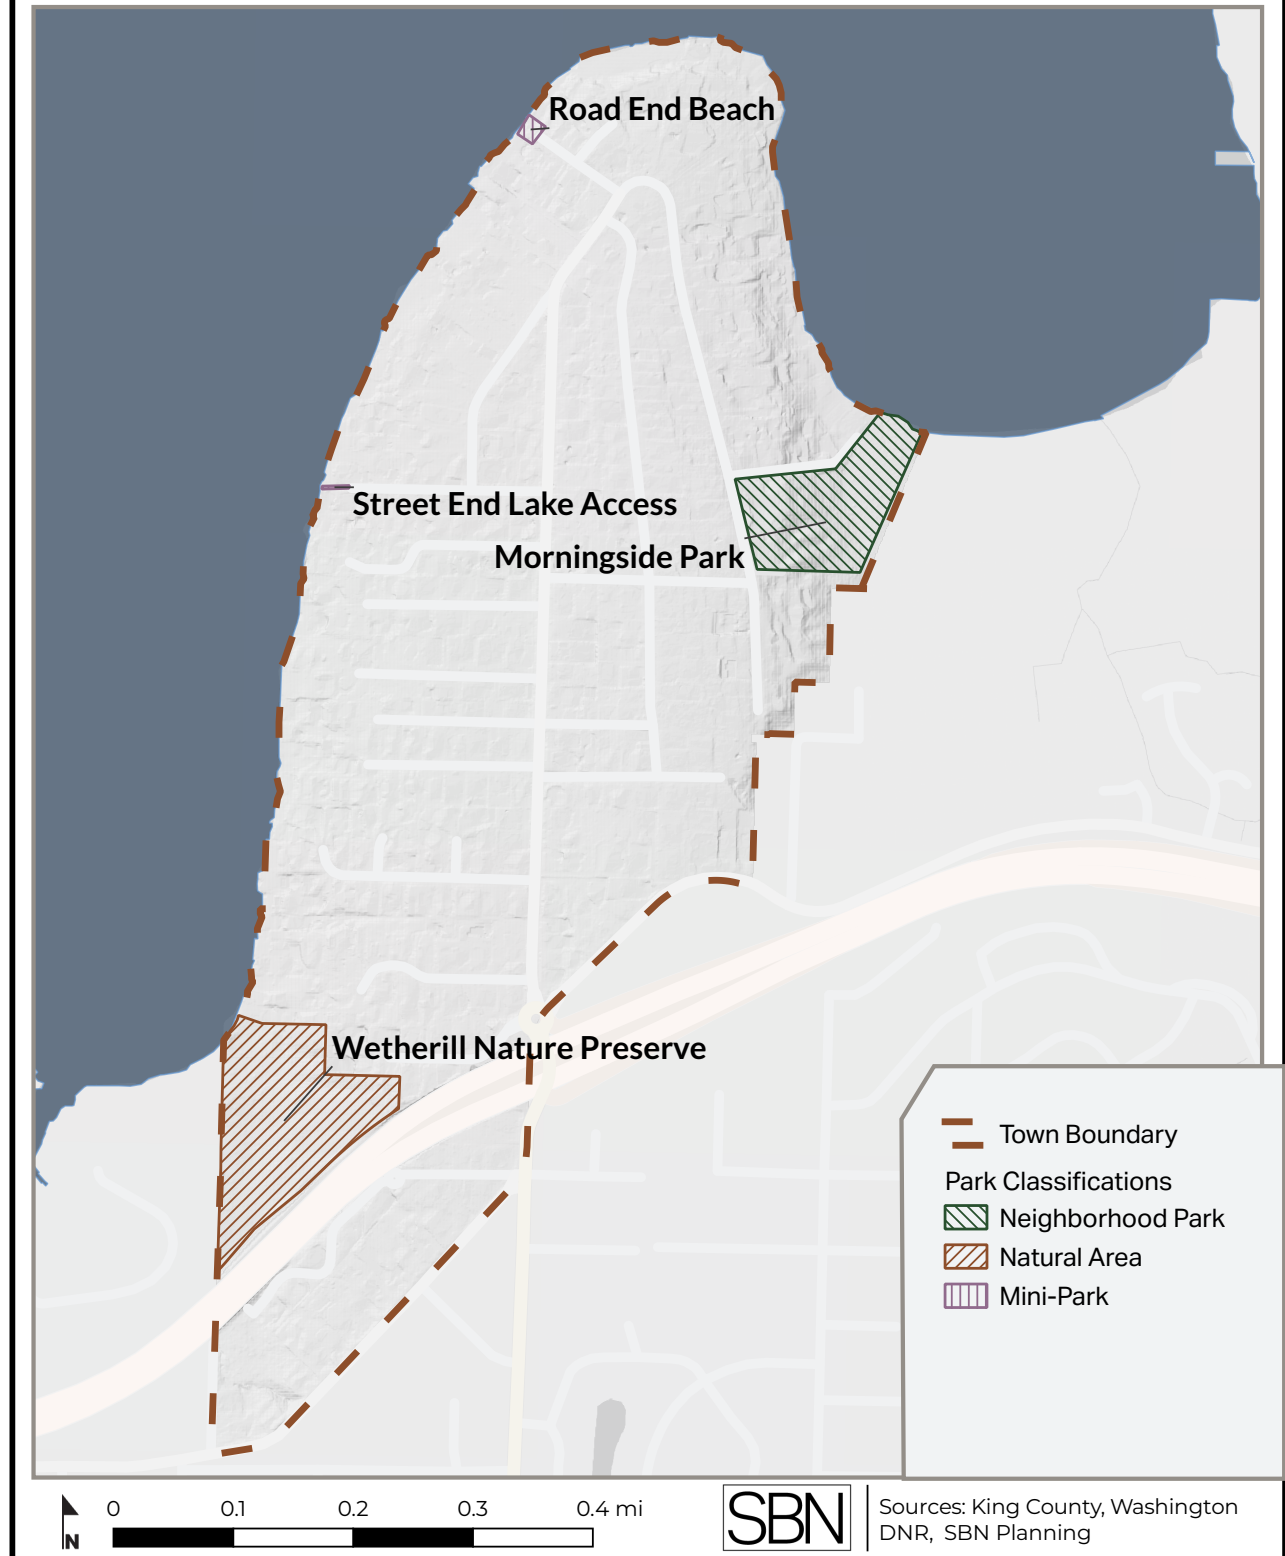 Road End Beach
Street End Lake Access
Morningside Park
Wetherill Nature Preserve
Town Boundary
Park Classifications
Neighborhood Park
Natural Area
Mini-Park
N
0 0.1 0.2 0.3 0.4 mi
SBN
Sources: King County, Washington
DNR, SBN Planning